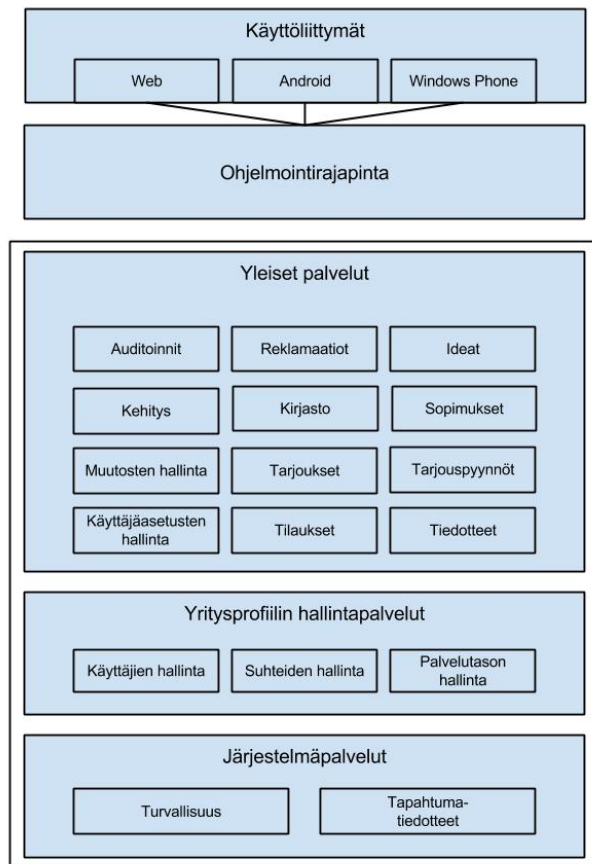 Käyttöliittymät
Web
Android
Windows Phone
Ohjelmointirajapinta
Yleiset palvelut
Auditoinnit
Reklamaatiot
Ideat
Kehitys
Kirjasto
Sopimukset
Muutosten hallinta
Tarjoukset
Tarjouspyynnöt
Käyttäjäasetusten
hallinta
Tilaukset
Tiedotteet
Yritysprofiilin hallintapalvelut
Käyttäjien hallinta
Suhteiden hallinta
Palvelutason
hallinta
Järjestelmäpalvelut
Turvallisuus
Tapahtuma-
tiedotteet